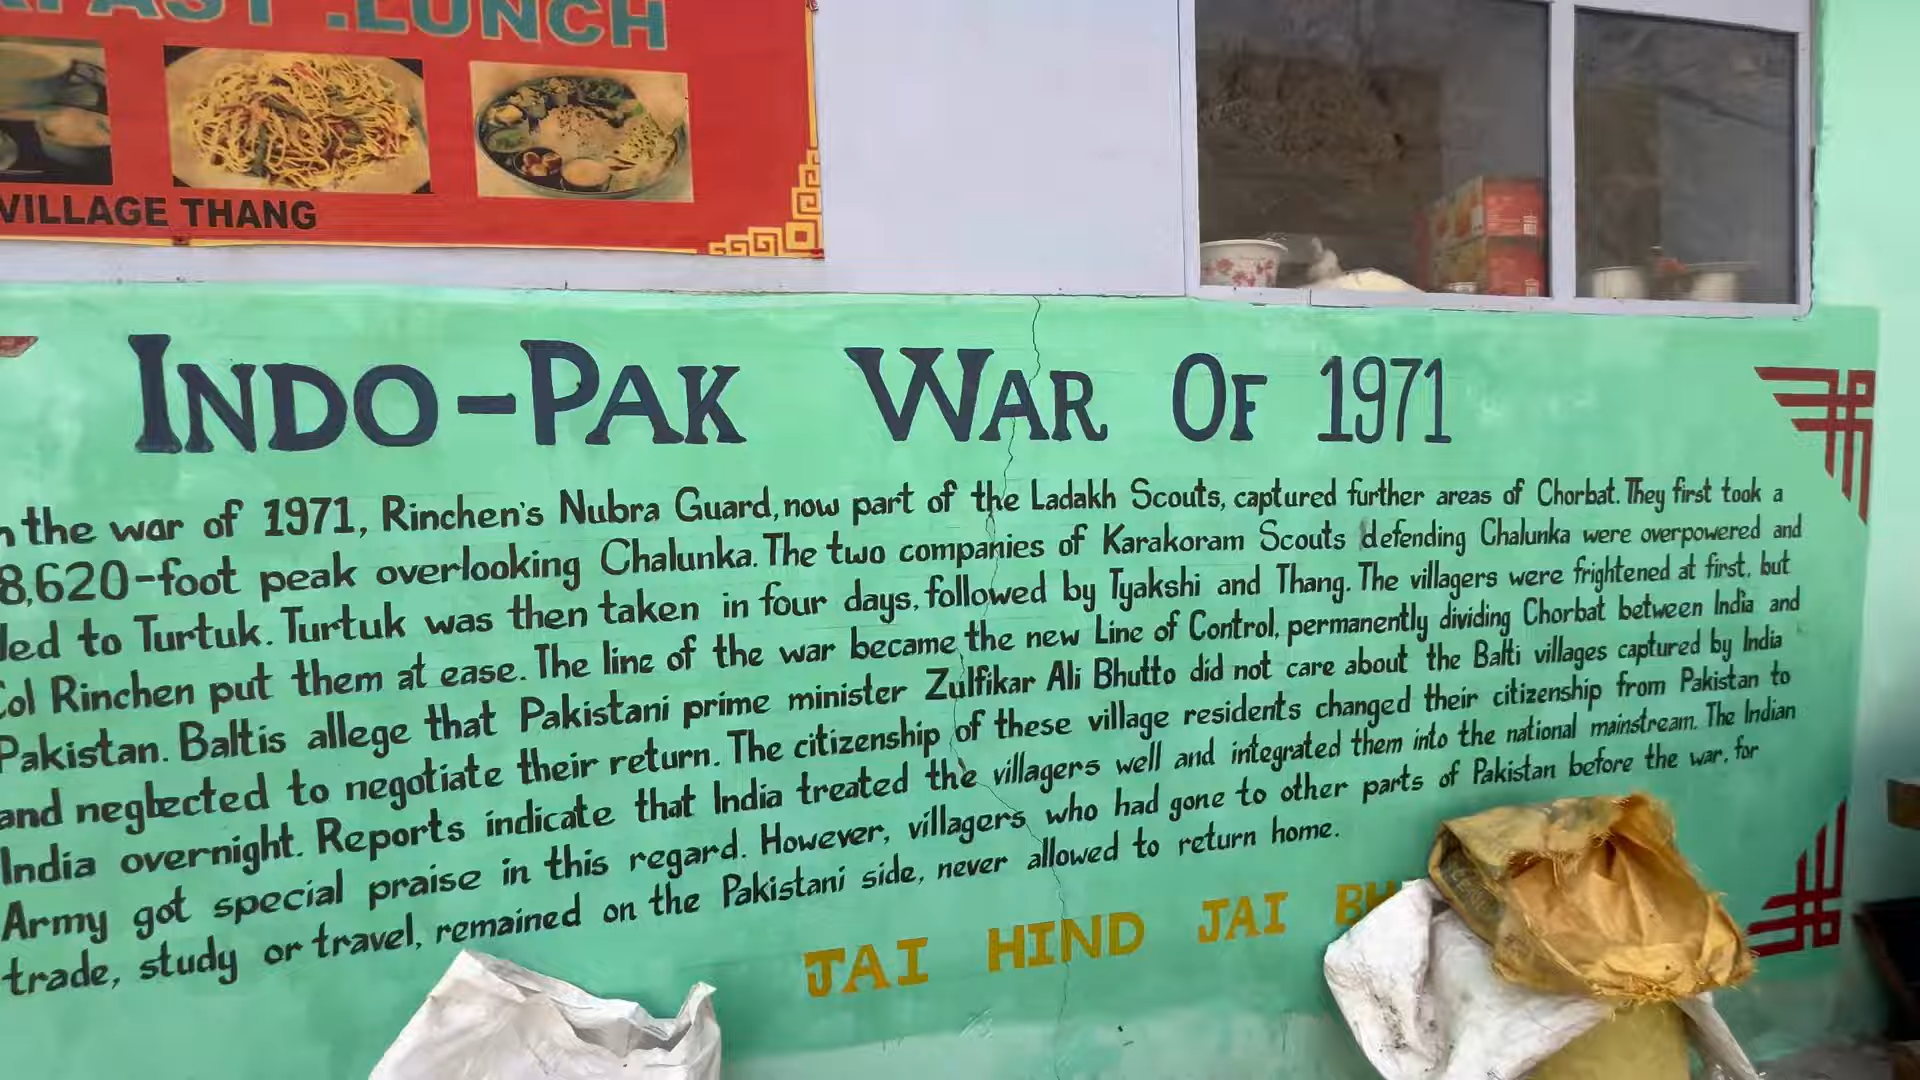 .LUNCH
VILLAGE THANG
INDO-PAK WAR OF 1971
the war of 1971, Rinchen's Nubra Guard, now part of the Ladakh Scouts, captured further areas of Chorbat. They first took a
8,620-foot peak overlooking Chalunka. The two companies of Karakoram Scouts defending Chalunka were overpowered and
led to Turtuk. Turtuk was then taken in four days, followed by Tyakshi and Thang. The villagers were frightened at first, but
Col Rinchen put them at ease. The line of the war became the new Line of Control, permanently dividing Chorbat between India and
Pakistan. Baltis allege that Pakistani prime minister Zulfikar Ali Bhutto did not care about the Balti villages captured by India
and neglected to negotiate their return. The citizenship of these village residents changed their citizenship from Pakistan to
India overnight. Reports indicate that India treated the villagers well and integrated them into the national mainstream. The Indian
Army got special praise in this regard. However, villagers who had gone to other parts of Pakistan before the war, for
trade, study or travel, remained on the Pakistani side, never allowed to return home.
JAI HIND JAI